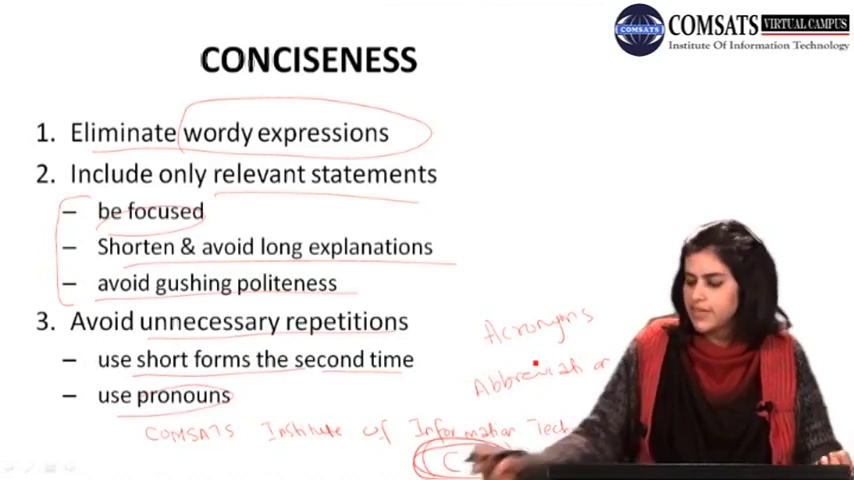 COMSATS VIRTUAL CAMPUS
COMSATS
Institute Of Information Technology
CONCISENESS
1. Eliminate wordy expressions
2. Include only relevant statements
– be focused
– Shorten & avoid long explanations
– avoid gushing politeness
3. Avoid unnecessary repetitions
– use short forms the second time
– use pronouns
Acronyms
Abbreviation
COMSATS Institute of Information Tech
C